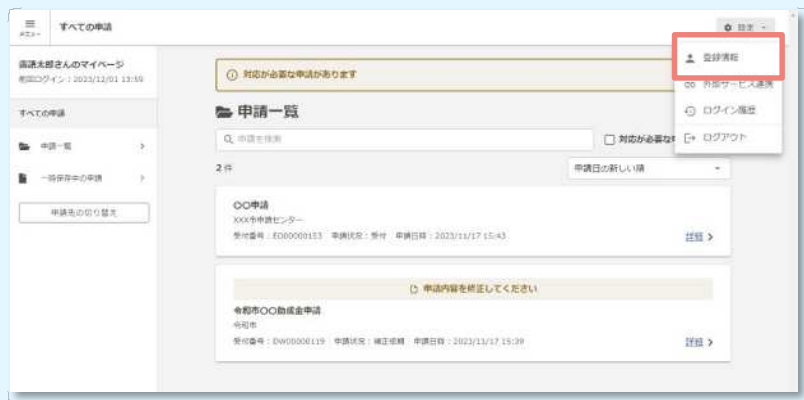 メニュー
すべての申請
設定
高諸太郎さんのマイページ
前回ログイン：2023/12/01 13:59
すべての申請
申請一覧
一時保存中の申請
申請先の切り替え
対応が必要な申請があります
申請一覧
申請を検索
対応が必要な
2 件
申請日の新しい順
〇〇申請
XXX市申請センター
受付番号：EO00000153 申請状況：受付 申請日時：2023/11/17 15:43
詳細
申請内容を修正してください
令和市〇〇助成金申請
令和市
受付番号：DW00000119 申請状況：補正依頼 申請日時：2023/11/17 15:39
詳細
登録情報
外部サービス連携
ログイン履歴
ログアウト